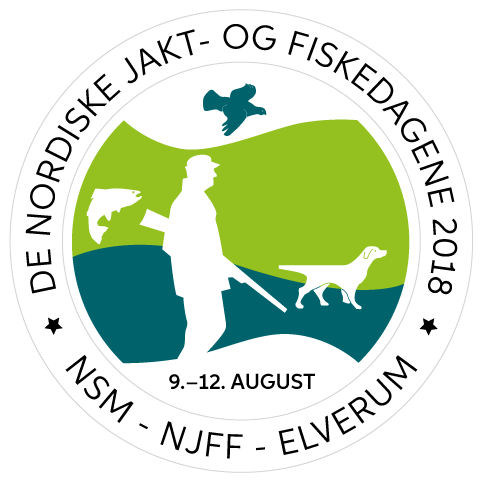 DE NORDISKE JAKT- OG FISKEDAGENE 2018
9.–12. AUGUST
NSM - NJFF - ELVERUM